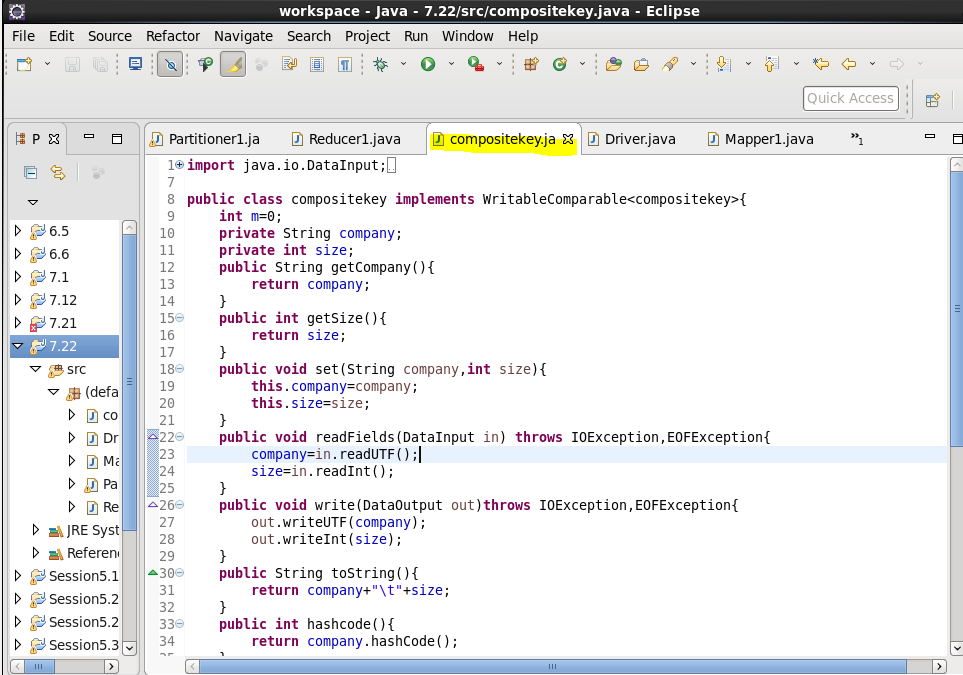 workspace - Java - 7.22/src/compositekey.java - Eclipse
File Edit Source Refactor Navigate Search Project Run Window Help
Quick Access
P
Partitioner1.ja Reducer1.java compositekey.ja Driver.java Mapper1.java »1
6.5
6.6
7.1
7.12
7.21
7.22
src
(defa
co
Dr
Ma
Pa
Re
JRE Syst
Referen
Session5.1
Session5.2
Session5.2
Session5.3
1 import java.io.DataInput;
7
8 public class compositekey implements WritableComparable<compositekey>{
9 int m=0;
10 private String company;
11 private int size;
12 public String getCompany(){
13 return company;
14 }
15 public int getSize(){
16 return size;
17 }
18 public void set(String company,int size){
19 this.company=company;
20 this.size=size;
21 }
22 public void readFields(DataInput in) throws IOException,EOFException{
23 company=in.readUTF();
24 size=in.readInt();
25 }
26 public void write(DataOutput out)throws IOException,EOFException{
27 out.writeUTF(company);
28 out.writeInt(size);
29 }
30 public String toString(){
31 return company+"\t"+size;
32 }
33 public int hashcode(){
34 return company.hashCode();